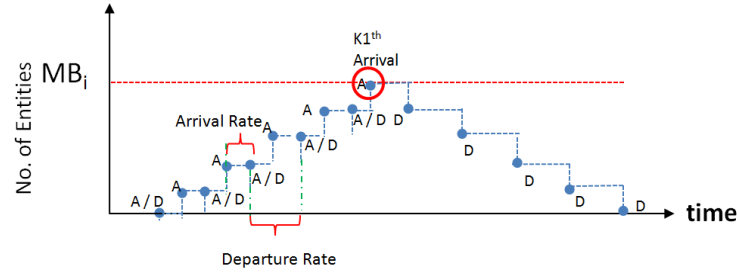 K1th
Arrival
MBi
No. of Entities
Arrival Rate
A / D
A
A / D
A
A / D
A
A / D
A
A / D
A
D
D
D
D
D
time
Departure Rate